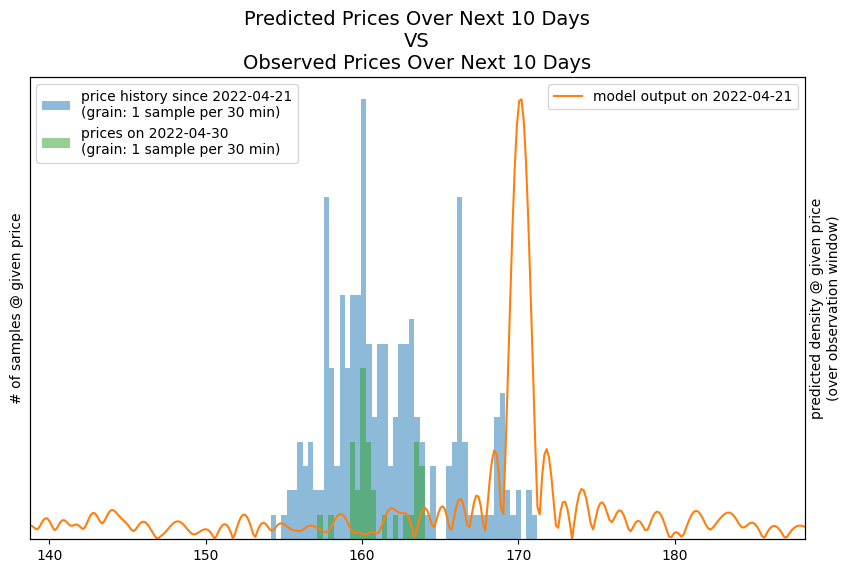 Predicted Prices Over Next 10 Days
VS
Observed Prices Over Next 10 Days
price history since 2022-04-21
(grain: 1 sample per 30 min)
prices on 2022-04-30
(grain: 1 sample per 30 min)
model output on 2022-04-21
# of samples @ given price
predicted density @ given price
(over observation window)
140
150
160
170
180